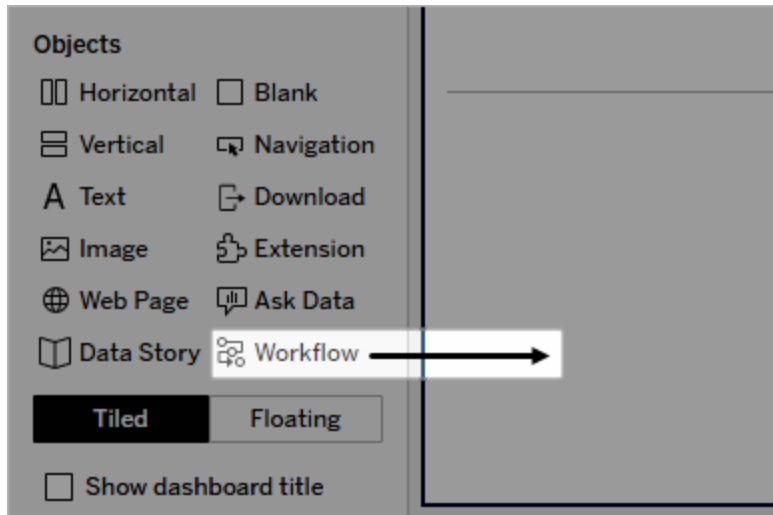 Objects
Horizontal Blank
Vertical Navigation
Text Download
Image Extension
Web Page Ask Data
Data Story Workflow
Tiled Floating
Show dashboard title